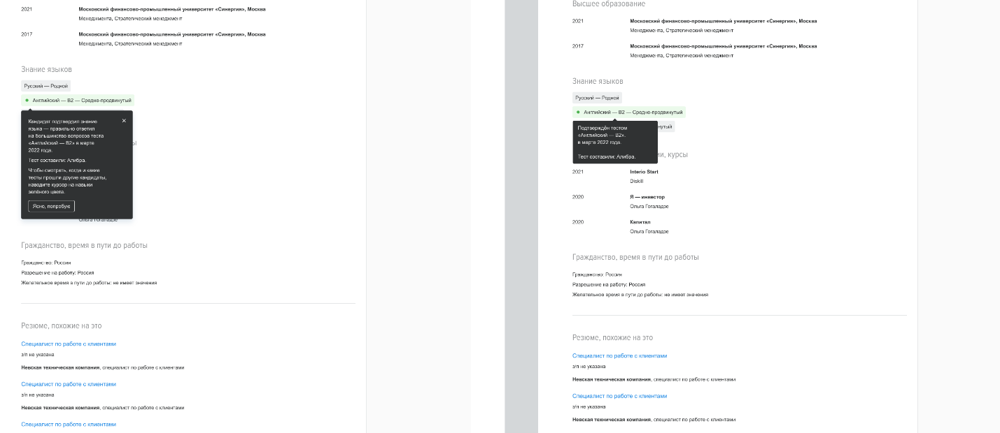 2021
Московский финансово-промышленный университет «Синергия», Москва
Менеджмента, Стратегический менеджмент
2017
Московский финансово-промышленный университет «Синергия», Москва
Менеджмента, Стратегический менеджмент
Знание языков
Русский — Родной
Английский — B2 — Средне-продвинутый
Кандидат подтвердил знание
языка — правильно ответил
на большинство вопросов теста
«Английский — B2» в марте
2022 года.
Тест составили: Алибра.
Чтобы смотреть, когда и какие
тесты прошли другие кандидаты,
наводите курсор на навыки
зелёного цвета.
Ясно, попробую
Ольга Гогаладзе
Гражданство, время в пути до работы
Гражданство: Россия
Разрешение на работу: Россия
Желательное время в пути до работы: не имеет значения
Резюме, похожие на это
Специалист по работе с клиентами
з/п не указана
Невская техническая компания, специалист по работе с клиентами
Специалист по работе с клиентами
з/п не указана
Невская техническая компания, специалист по работе с клиентами
Специалист по работе с клиентами
Высшее образование
2021
Московский финансово-промышленный университет «Синергия», Москва
Менеджмента, Стратегический менеджмент
2017
Московский финансово-промышленный университет «Синергия», Москва
Менеджмента, Стратегический менеджмент
Знание языков
Русский — Родной
Английский — B2 — Средне-продвинутый
Подтверждён тестом
«Английский — B2».
в марте 2022 года.
Тест составили: Алибра.
курсы
2021
Interio Start
Diskill
2020
Я — инвестор
Ольга Гогаладзе
2020
Капитал
Ольга Гогаладзе
Гражданство, время в пути до работы
Гражданство: Россия
Разрешение на работу: Россия
Желательное время в пути до работы: не имеет значения
Резюме, похожие на это
Специалист по работе с клиентами
з/п не указана
Невская техническая компания, специалист по работе с клиентами
Специалист по работе с клиентами
з/п не указана
Невская техническая компания, специалист по работе с клиентами